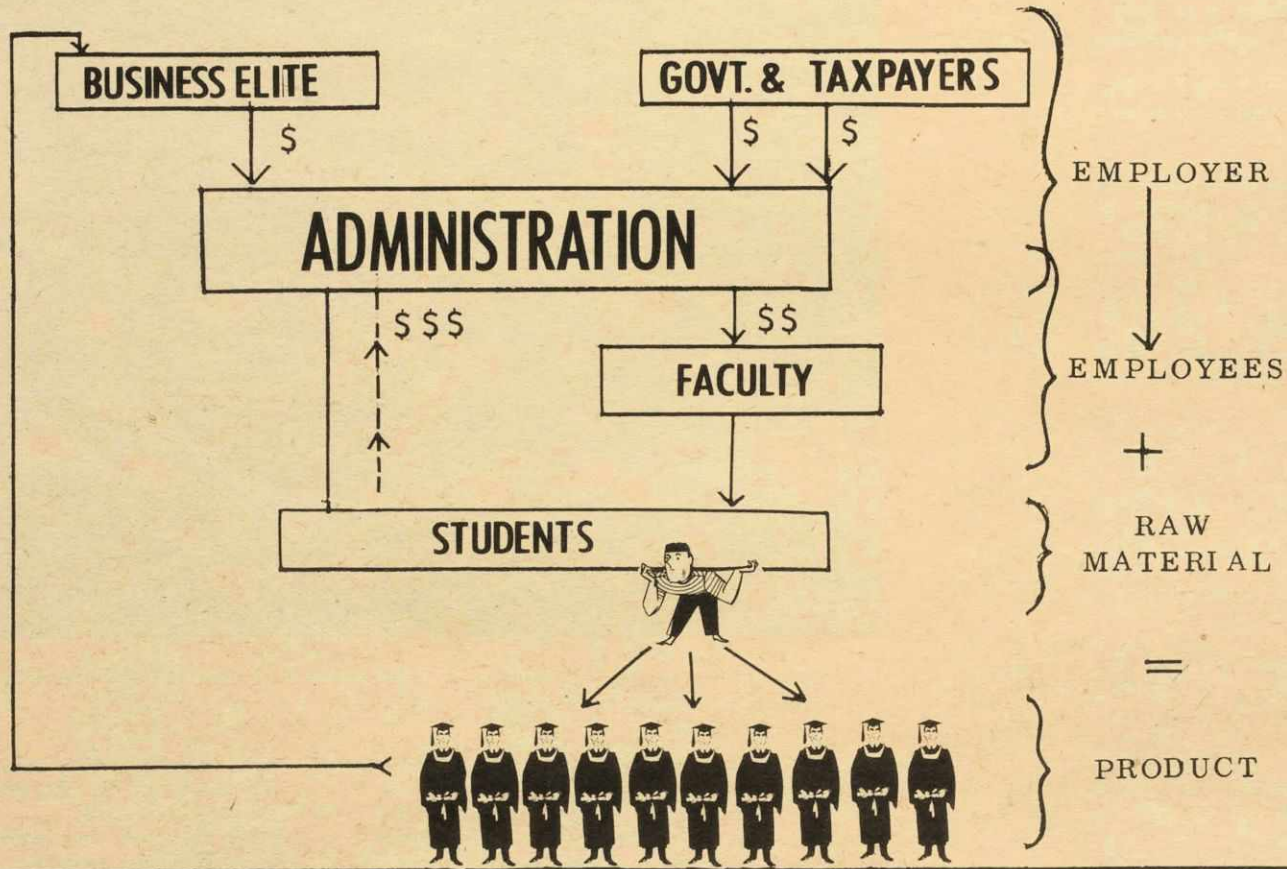 BUSINESS ELITE
GOVT. & TAXPAYERS
$
$
$
EMPLOYER
ADMINISTRATION
$$$
$$
EMPLOYEES
FACULTY
+
STUDENTS
RAW
MATERIAL
=
PRODUCT